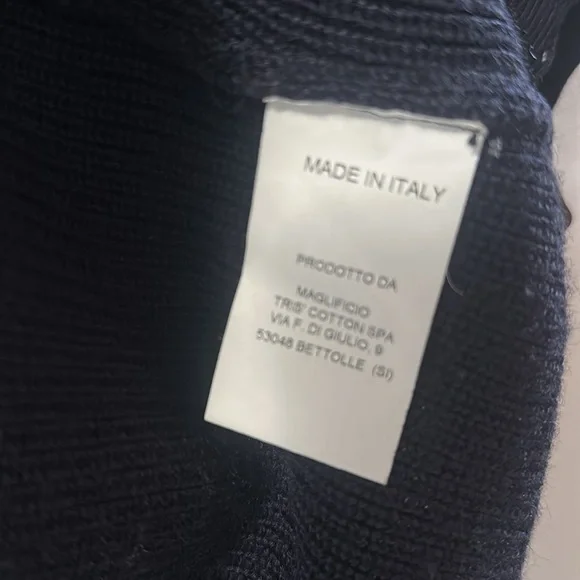 MADE IN ITALY
PRODOTTO DA
MAGLIFICIO
TRIS' COTTON SPA
VIA F. DI GIULIO, 9
53048 BETTOLLE (SI)